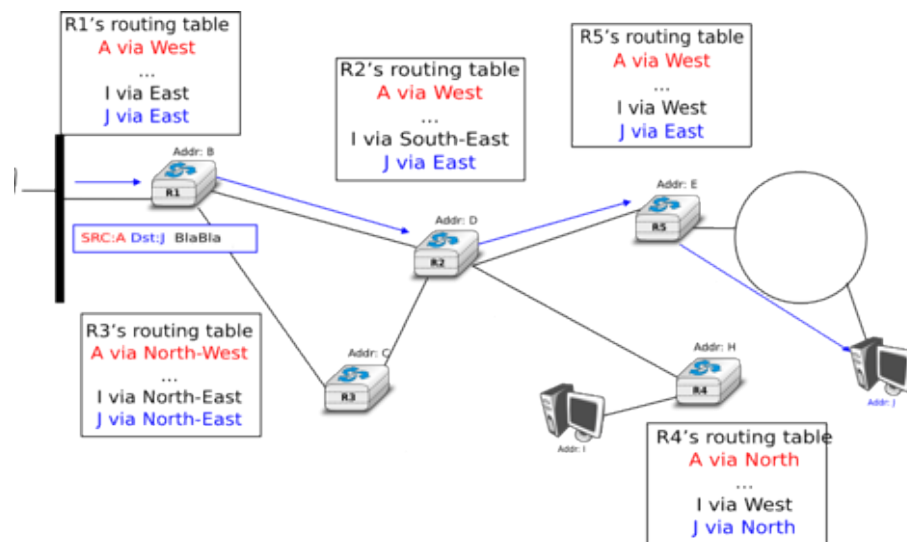 R1's routing table
A via West
...
I via East
J via East
R2's routing table
A via West
...
I via South-East
J via East
R5's routing table
A via West
...
I via West
J via East
Addr: B
R1
SRC:A Dst:J BlaBla
Addr: D
R2
Addr: E
R5
R3's routing table
A via North-West
...
I via North-East
J via North-East
Addr: C
R3
Addr: H
R4
Addr: I
Addr: J
R4's routing table
A via North
...
I via West
J via North